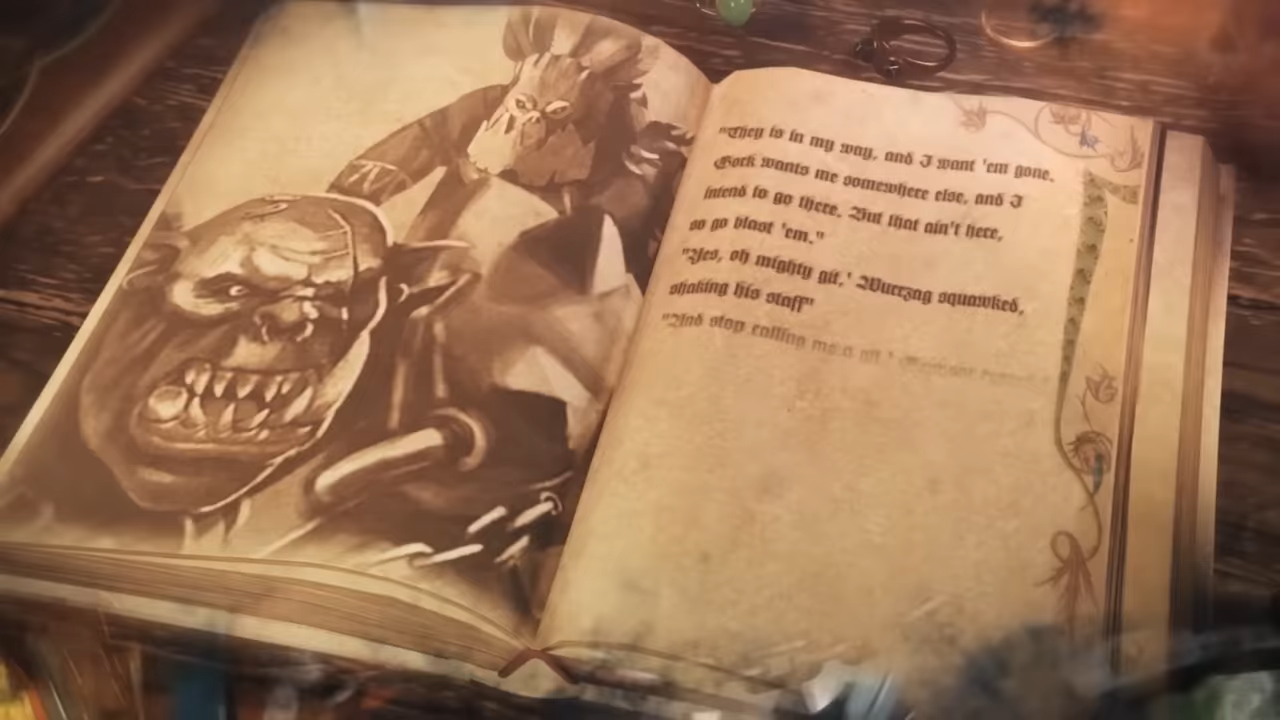 "They is in my way, and I want 'em gone.
Gork wants me somewhere else, and I
intend to go there. But that ain't here,
so go blast 'em."
"Yes, oh mighty git,' Wurrzag squawked,
shaking his staff"
"And stop calling me a git,'